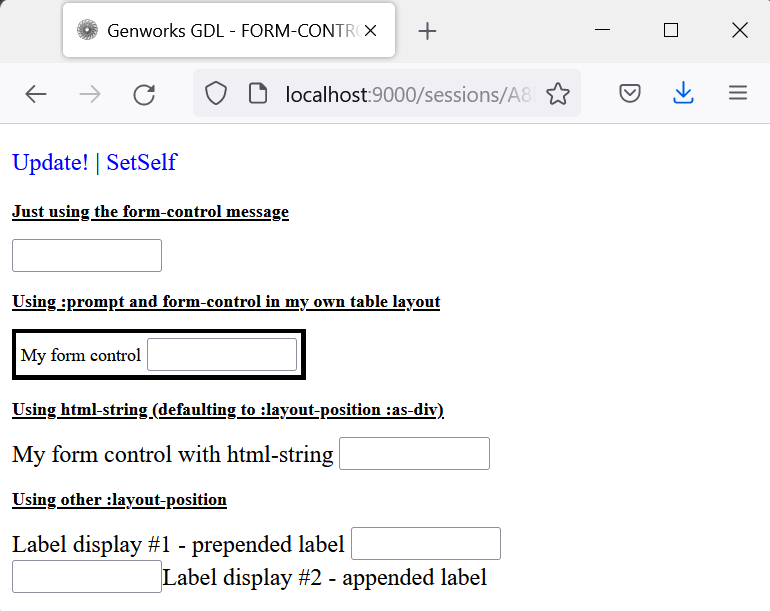 Genworks GDL - FORM-CONTR
localhost:9000/sessions/A8
Update! | SetSelf
Just using the form-control message
Using :prompt and form-control in my own table layout
My form control
Using html-string (defaulting to :layout-position :as-div)
My form control with html-string
Using other :layout-position
Label display #1 - prepended label
Label display #2 - appended label